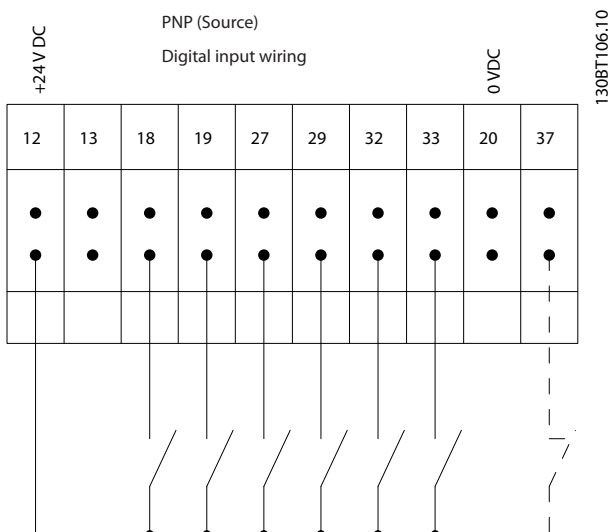 PNP (Source)
Digital input wiring
+24 V DC
0 VDC
130BT106.10
12 13 18 19 27 29 32 33 20 37